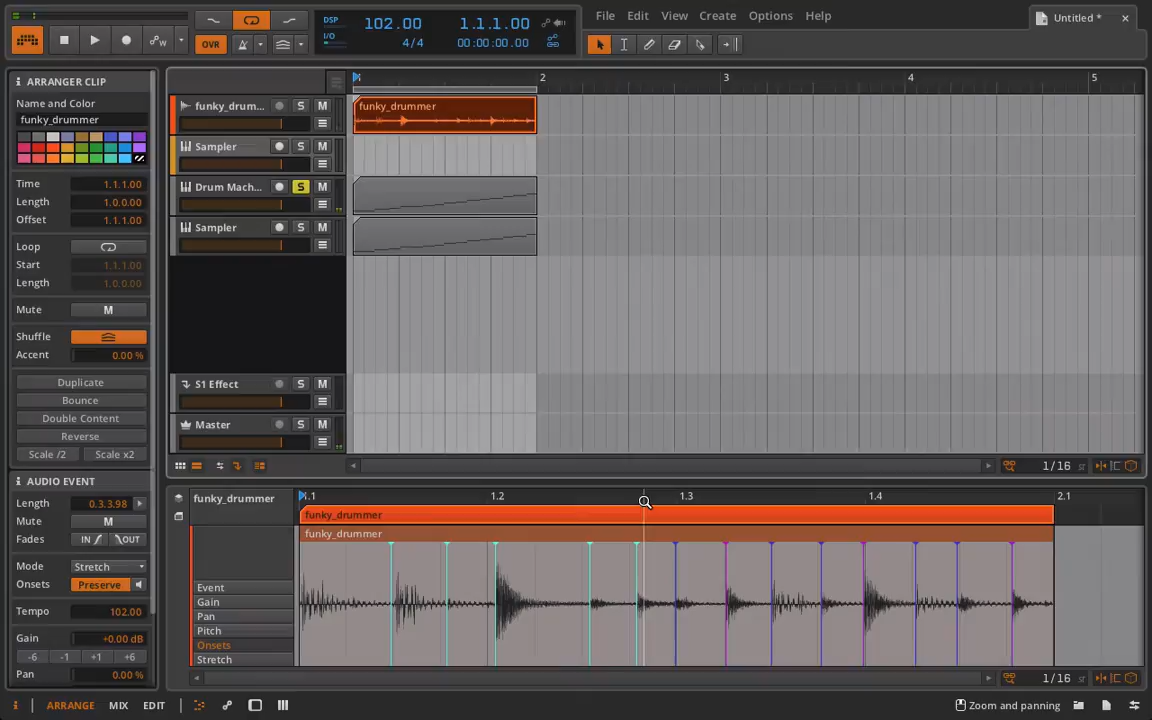 DSP
I/O
102.00
4/4
1.1.1.00
00:00:00.00
OVR
File Edit View Create Options Help
Untitled *
ARRANGER CLIP
Name and Color
funky_drummer
Time 1.1.1.00
Length 1.0.0.00
Offset 1.1.1.00
Loop
Start 1.1.1.00
Length 1.0.0.00
Mute M
Shuffle
Accent 0.00 %
Duplicate
Bounce
Double Content
Reverse
Scale /2 Scale x2
AUDIO EVENT
Length 0.3.3.98
Mute M
Fades IN OUT
Mode Stretch
Onsets Preserve
Tempo 102.00
Gain +0.00 dB
-6 -1 +1 +6
Pan 0.00 %
2 3 4 5
funky_drum... S M
funky_drummer
Sampler S M
Drum Mach... S M
Sampler S M
S1 Effect S M
Master S M
1/16
funky_drummer
1.2 1.3 1.4 2.1
funky_drummer
funky_drummer
Event
Gain
Pan
Pitch
Onsets
Stretch
1/16
i ARRANGE MIX EDIT
Zoom and panning